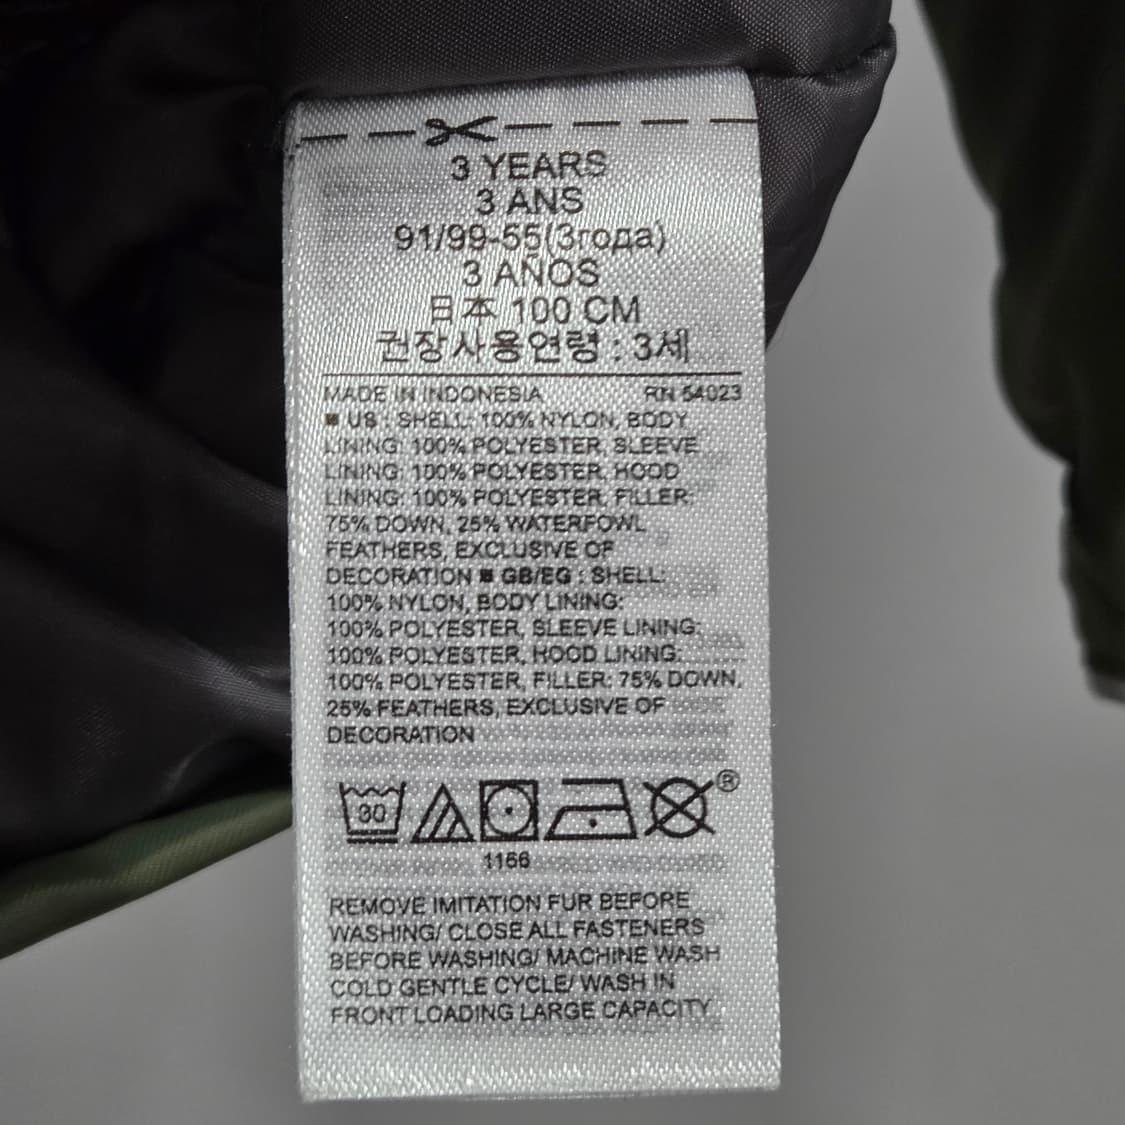 3 YEARS
3 ANS
91/99-55(3года)
3 AÑOS
日本 100 CM
권장사용연령 : 3세
MADE IN INDONESIA RN 54023
■ US : SHELL: 100% NYLON, BODY
LINING: 100% POLYESTER, SLEEVE
LINING: 100% POLYESTER, HOOD
LINING: 100% POLYESTER, FILLER:
75% DOWN, 25% WATERFOWL
FEATHERS, EXCLUSIVE OF
DECORATION ■ GB/EG : SHELL:
100% NYLON, BODY LINING:
100% POLYESTER, SLEEVE LINING:
100% POLYESTER, HOOD LINING:
100% POLYESTER, FILLER: 75% DOWN,
25% FEATHERS, EXCLUSIVE OF
DECORATION
30 ®
1166
REMOVE IMITATION FUR BEFORE
WASHING/ CLOSE ALL FASTENERS
BEFORE WASHING/ MACHINE WASH
COLD GENTLE CYCLE/ WASH IN
FRONT LOADING LARGE CAPACITY